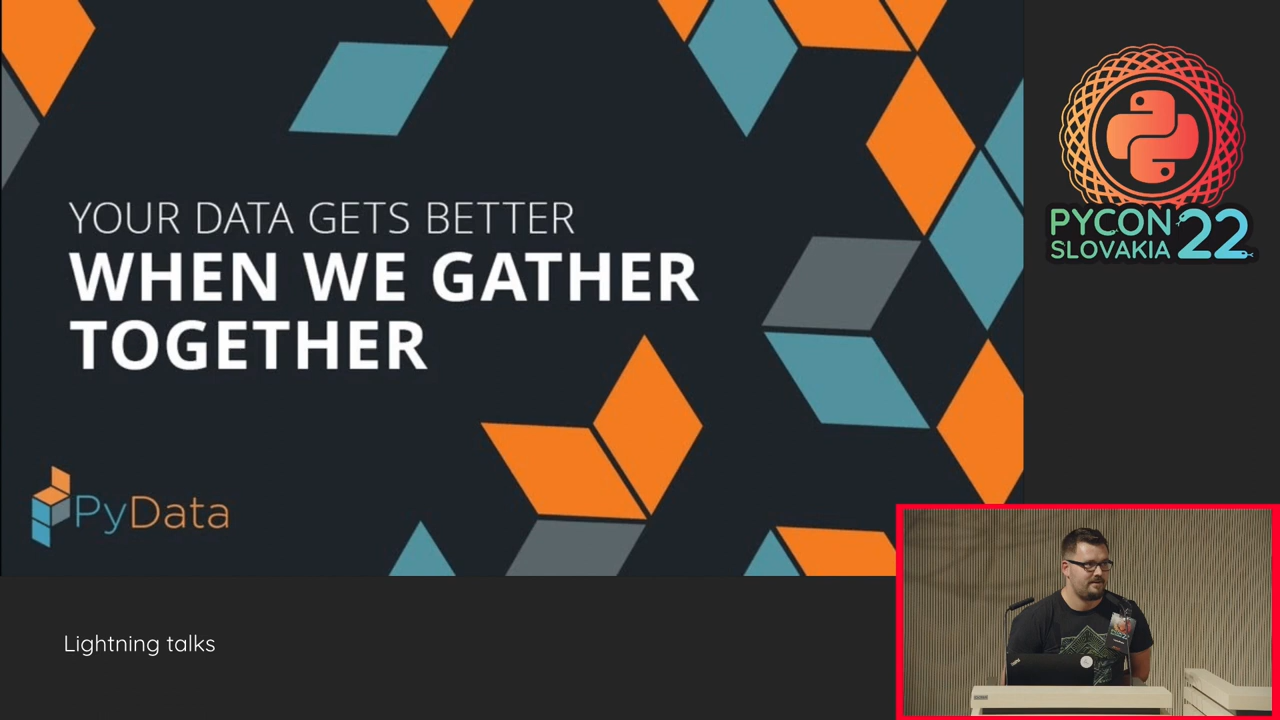 YOUR DATA GETS BETTER
WHEN WE GATHER
TOGETHER
PyData
PYCON
SLOVAKIA 22
Lightning talks